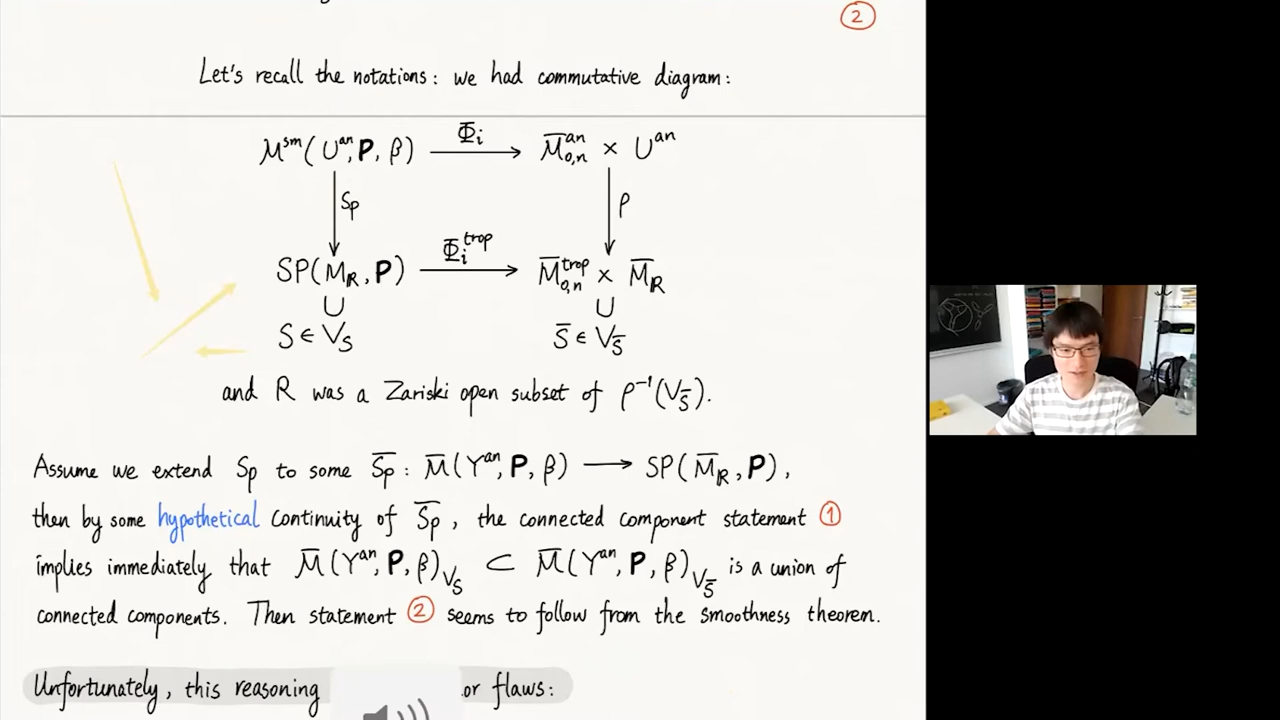 ②
Let's recall the notations: we had commutative diagram:
M^sm(U^an, P, β) ⟶ M̄^an_{0,n} × U^an
Φ_i
Sp
ρ
Φ_i^trop
SP(M_R, P) ⟶ M̄^trop_{0,n} × M̄_R
∪ ∪
S ∈ V_S S̄ ∈ V_S̄
and R was a Zariski open subset of ρ⁻¹(V_S̄).
Assume we extend Sp to some S̄p̄ : M̄(Y^an, P, β) ⟶ SP(M̄_R, P),
then by some hypothetical continuity of S̄p̄, the connected component statement ①
implies immediately that M̄(Y^an, P, β)_{V_S} ⊂ M̄(Y^an, P, β)_{V_S̄} is a union of
connected components. Then statement ② seems to follow from the smoothness theorem.
Unfortunately, this reasoning or flaws: